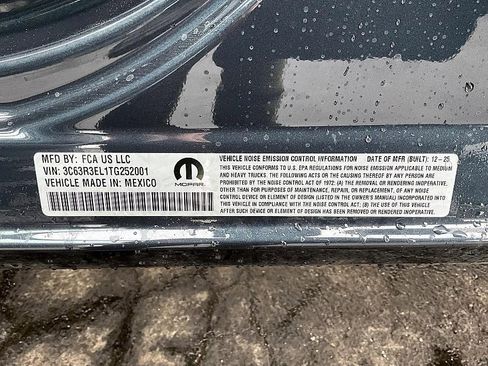 MFD BY: FCA US LLC
VIN: 3C63R3EL1TG252001
VEHICLE MADE IN: MEXICO
MOPAR
VEHICLE NOISE EMISSION CONTROL INFORMATION DATE OF MFR (BUILT): 12-25
THIS VEHICLE CONFORMS TO U.S. EPA REGULATIONS FOR NOISE EMISSION APPLICABLE TO MEDIUM
AND HEAVY TRUCKS. THE FOLLOWING ACTS OR THE CAUSING THEREOF BY ANY PERSON ARE
PROHIBITED BY THE NOISE CONTROL ACT OF 1972: (A) THE REMOVAL OR RENDERING INOPERATIVE,
OTHER THAN FOR PURPOSES OF MAINTENANCE, REPAIR, OR REPLACEMENT, OF ANY NOISE
CONTROL DEVICE OR ELEMENT OF DESIGN (LISTED IN THE OWNER'S MANUAL) INCORPORATED INTO
THIS VEHICLE IN COMPLIANCE WITH THE NOISE CONTROL ACT; (B) THE USE OF THIS VEHICLE
AFTER SUCH DEVICE OR ELEMENT OF DESIGN HAS BEEN REMOVED OR RENDERED INOPERATIVE.